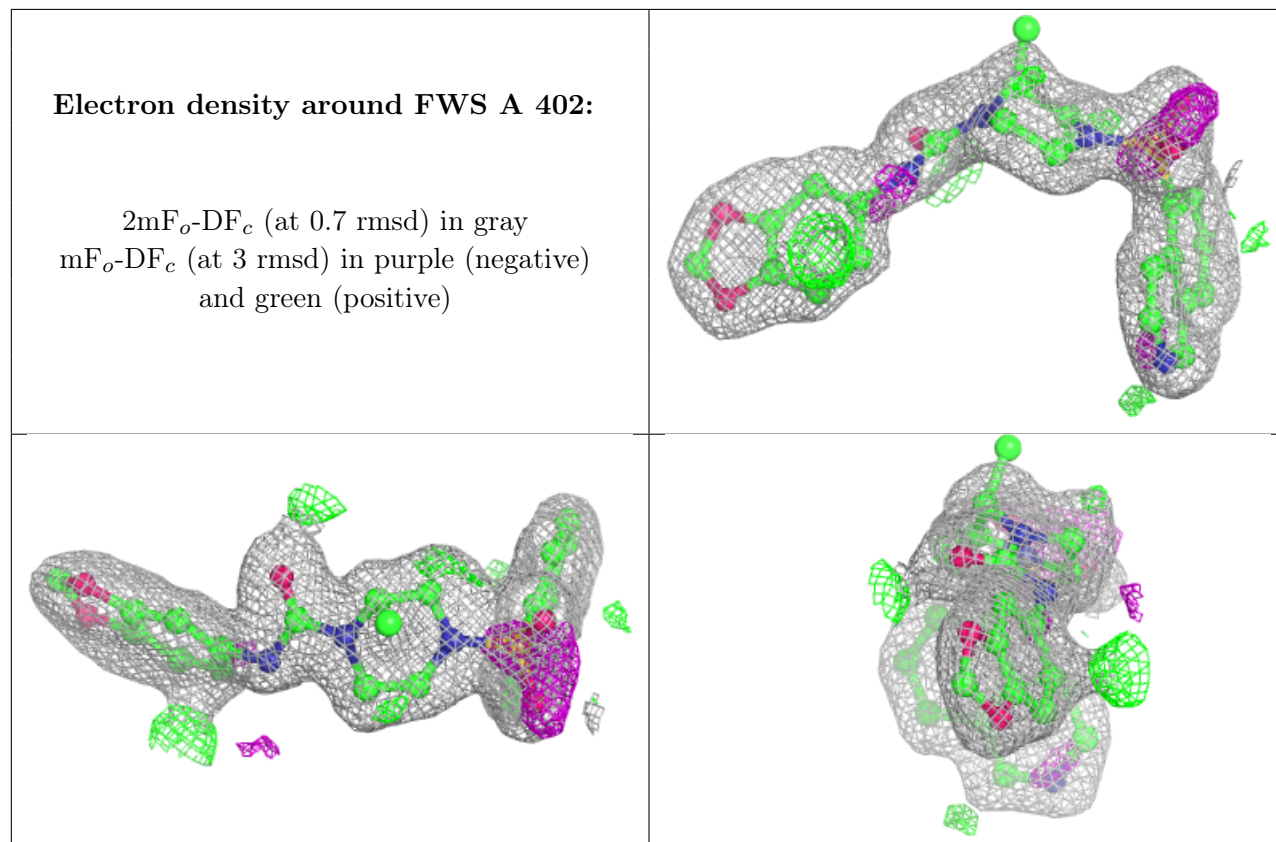 Electron density around FWS A 402:
2mFo-DFc (at 0.7 rmsd) in gray
mFo-DFc (at 3 rmsd) in purple (negative)
and green (positive)